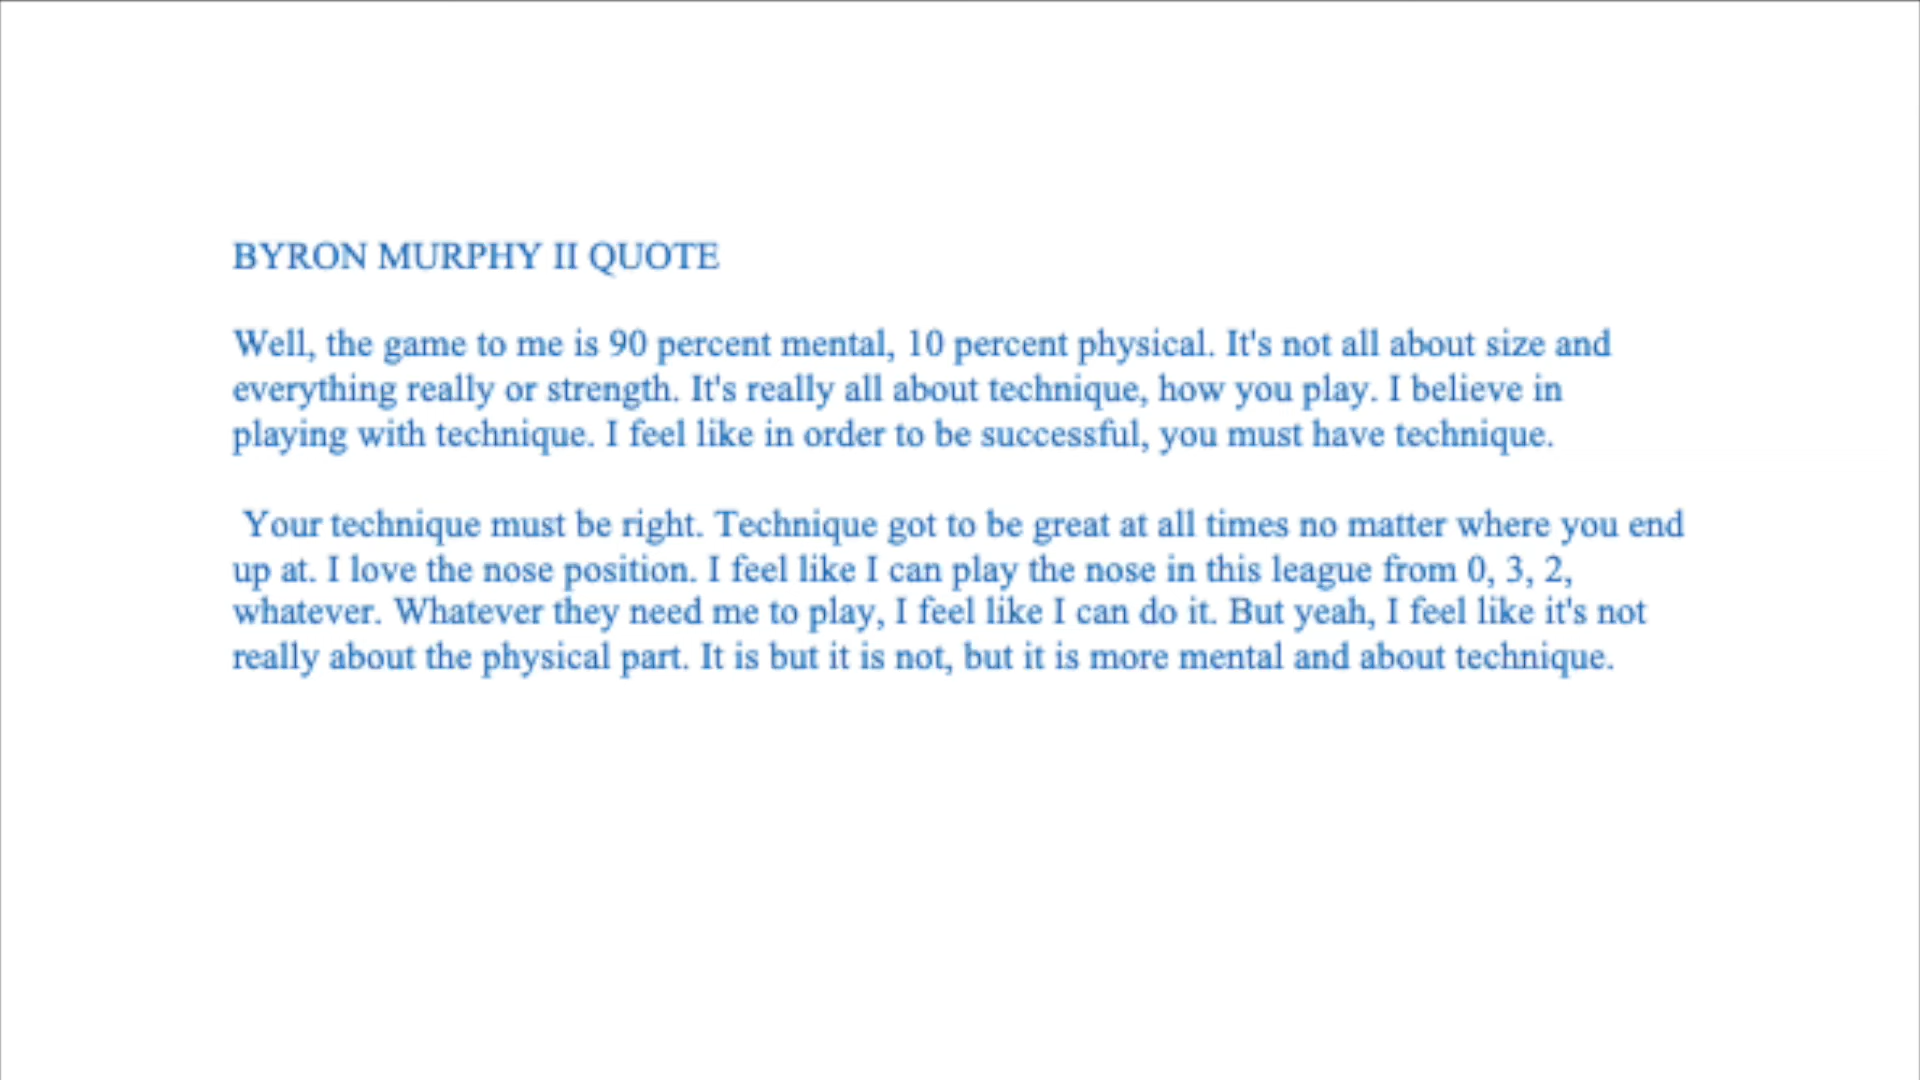 BYRON MURPHY II QUOTE
Well, the game to me is 90 percent mental, 10 percent physical. It's not all about size and
everything really or strength. It's really all about technique, how you play. I believe in
playing with technique. I feel like in order to be successful, you must have technique.
Your technique must be right. Technique got to be great at all times no matter where you end
up at. I love the nose position. I feel like I can play the nose in this league from 0, 3, 2,
whatever. Whatever they need me to play, I feel like I can do it. But yeah, I feel like it's not
really about the physical part. It is but it is not, but it is more mental and about technique.